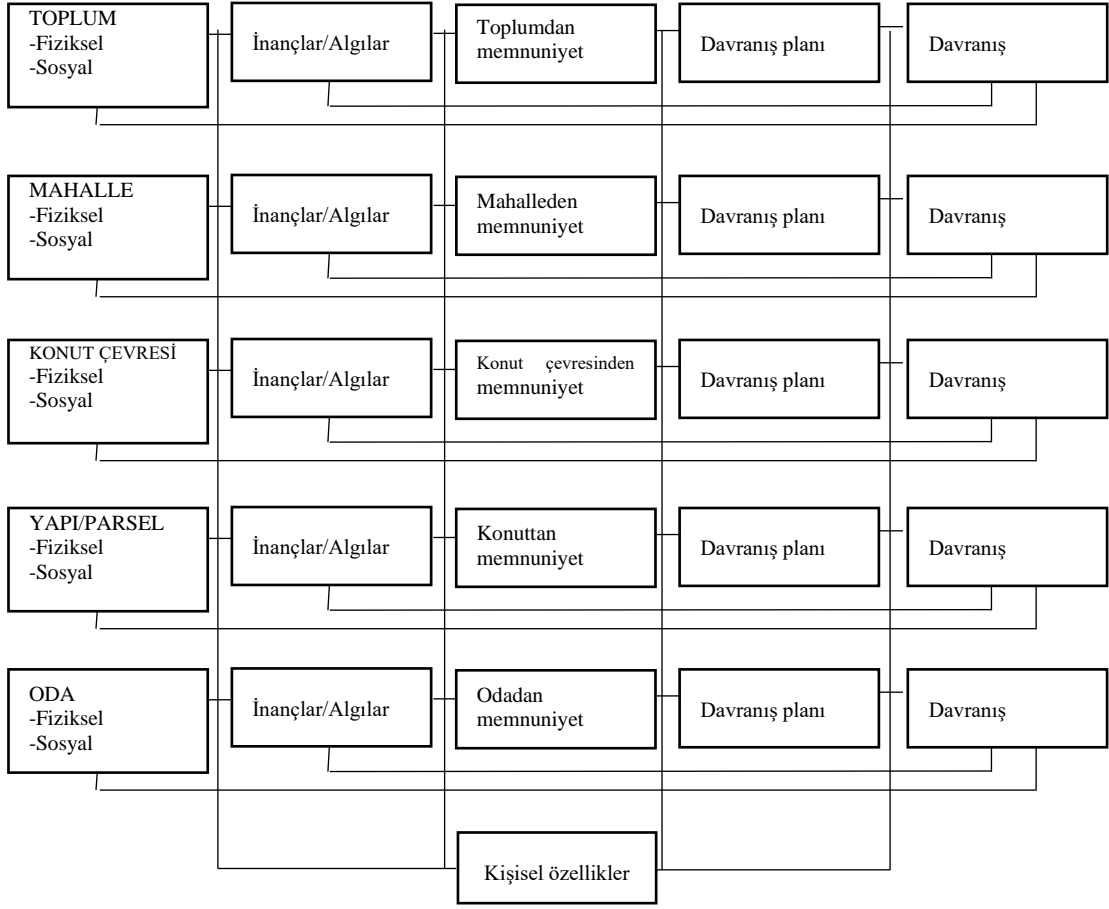 TOPLUM
-Fiziksel
-Sosyal
İnançlar/Algılar
Toplumdan
memnuniyet
Davranış planı
Davranış
MAHALLE
-Fiziksel
-Sosyal
İnançlar/Algılar
Mahalleden
memnuniyet
Davranış planı
Davranış
KONUT ÇEVRESİ
-Fiziksel
-Sosyal
İnançlar/Algılar
Konut çevresinden
memnuniyet
Davranış planı
Davranış
YAPI/PARSEL
-Fiziksel
-Sosyal
İnançlar/Algılar
Konuttan
memnuniyet
Davranış planı
Davranış
ODA
-Fiziksel
-Sosyal
İnançlar/Algılar
Odadan
memnuniyet
Davranış planı
Davranış
Kişisel özellikler